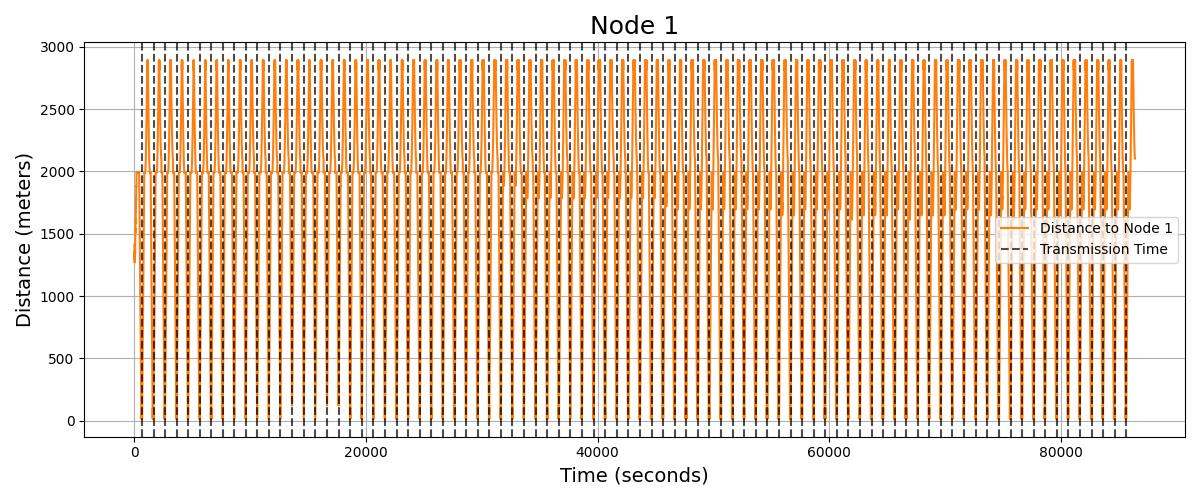 Node 1
Distance (meters)
3000
2500
2000
1500
1000
500
0
Distance to Node 1
Transmission Time
0
20000
40000
60000
80000
Time (seconds)